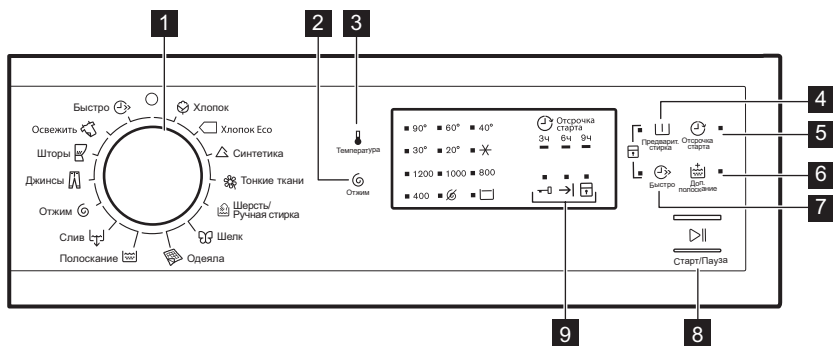 1
2
3
4
5
6
7
8
9
Быстро
Хлопок
Освежить
Хлопок Eco
Шторы
Синтетика
Джинсы
Тонкие ткани
Отжим
Шерсть/
Ручная стирка
Слив
Шелк
Полоскание
Одеяла
Температура
Отжим
90° 60° 40°
30° 20°
1200 1000 800
400
Отсрочка
старта
3ч 6ч 9ч
Предварит.
стирка
Отсрочка
старта
Быстро
Доп.
полоскание
Старт/Пауза